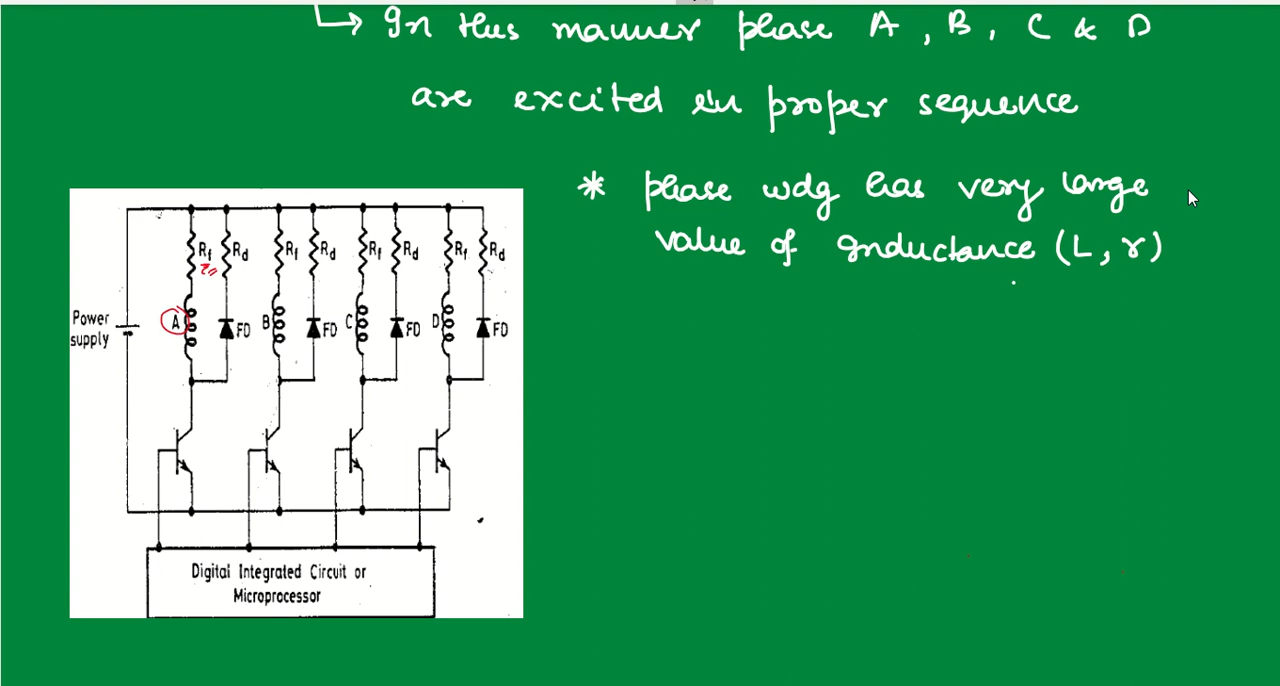 ↳ In this manner phase A, B, C & D
are excited in proper sequence
* phase wdg has very large
value of Inductance (L, r)
Rf Rd Rf Rd Rf Rd Rf Rd
Power
supply
A FD B FD C FD D FD
Digital Integrated Circuit or
Microprocessor